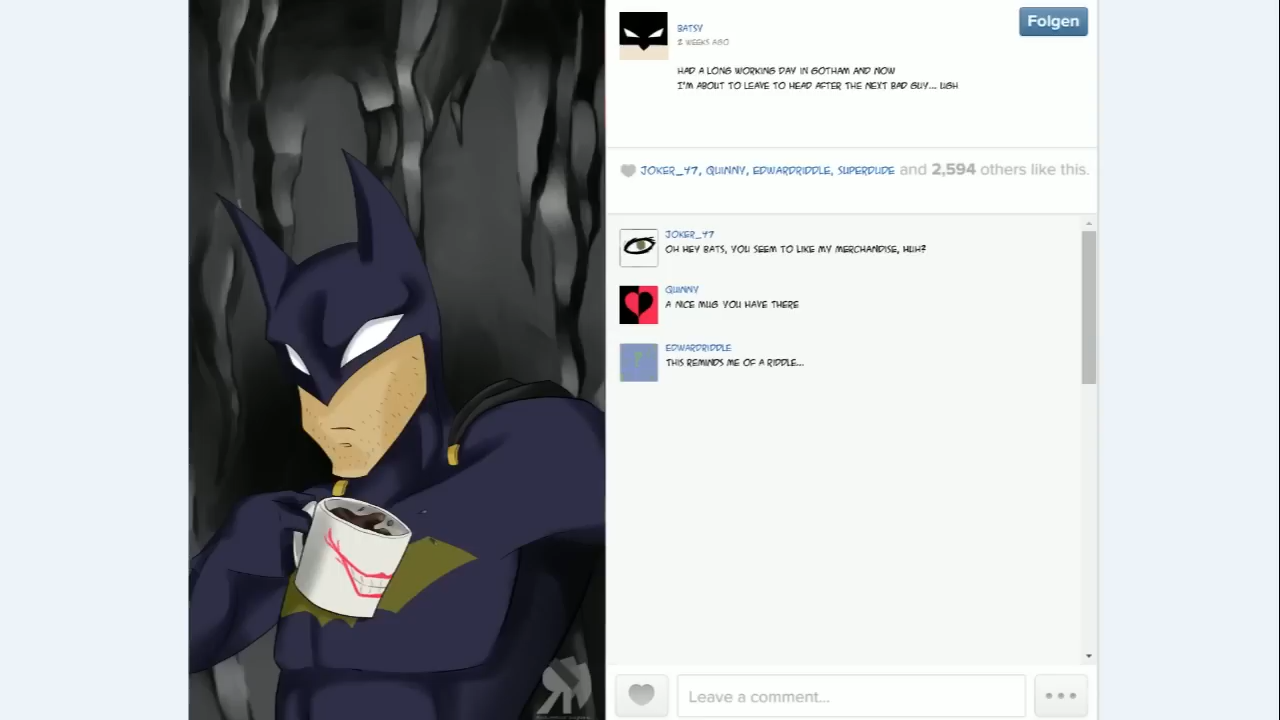 BATSY
2 WEEKS AGO
Folgen
HAD A LONG WORKING DAY IN GOTHAM AND NOW
I'M ABOUT TO LEAVE TO HEAD AFTER THE NEXT BAD GUY... UGH
JOKER_47, QUINNY, EDWARDRIDDLE, SUPERDUDE and 2,594 others like this.
JOKER_47
OH HEY BATS, YOU SEEM TO LIKE MY MERCHANDISE, HUH?
QUINNY
A NICE MUG YOU HAVE THERE
EDWARDRIDDLE
THIS REMINDS ME OF A RIDDLE...
Leave a comment...